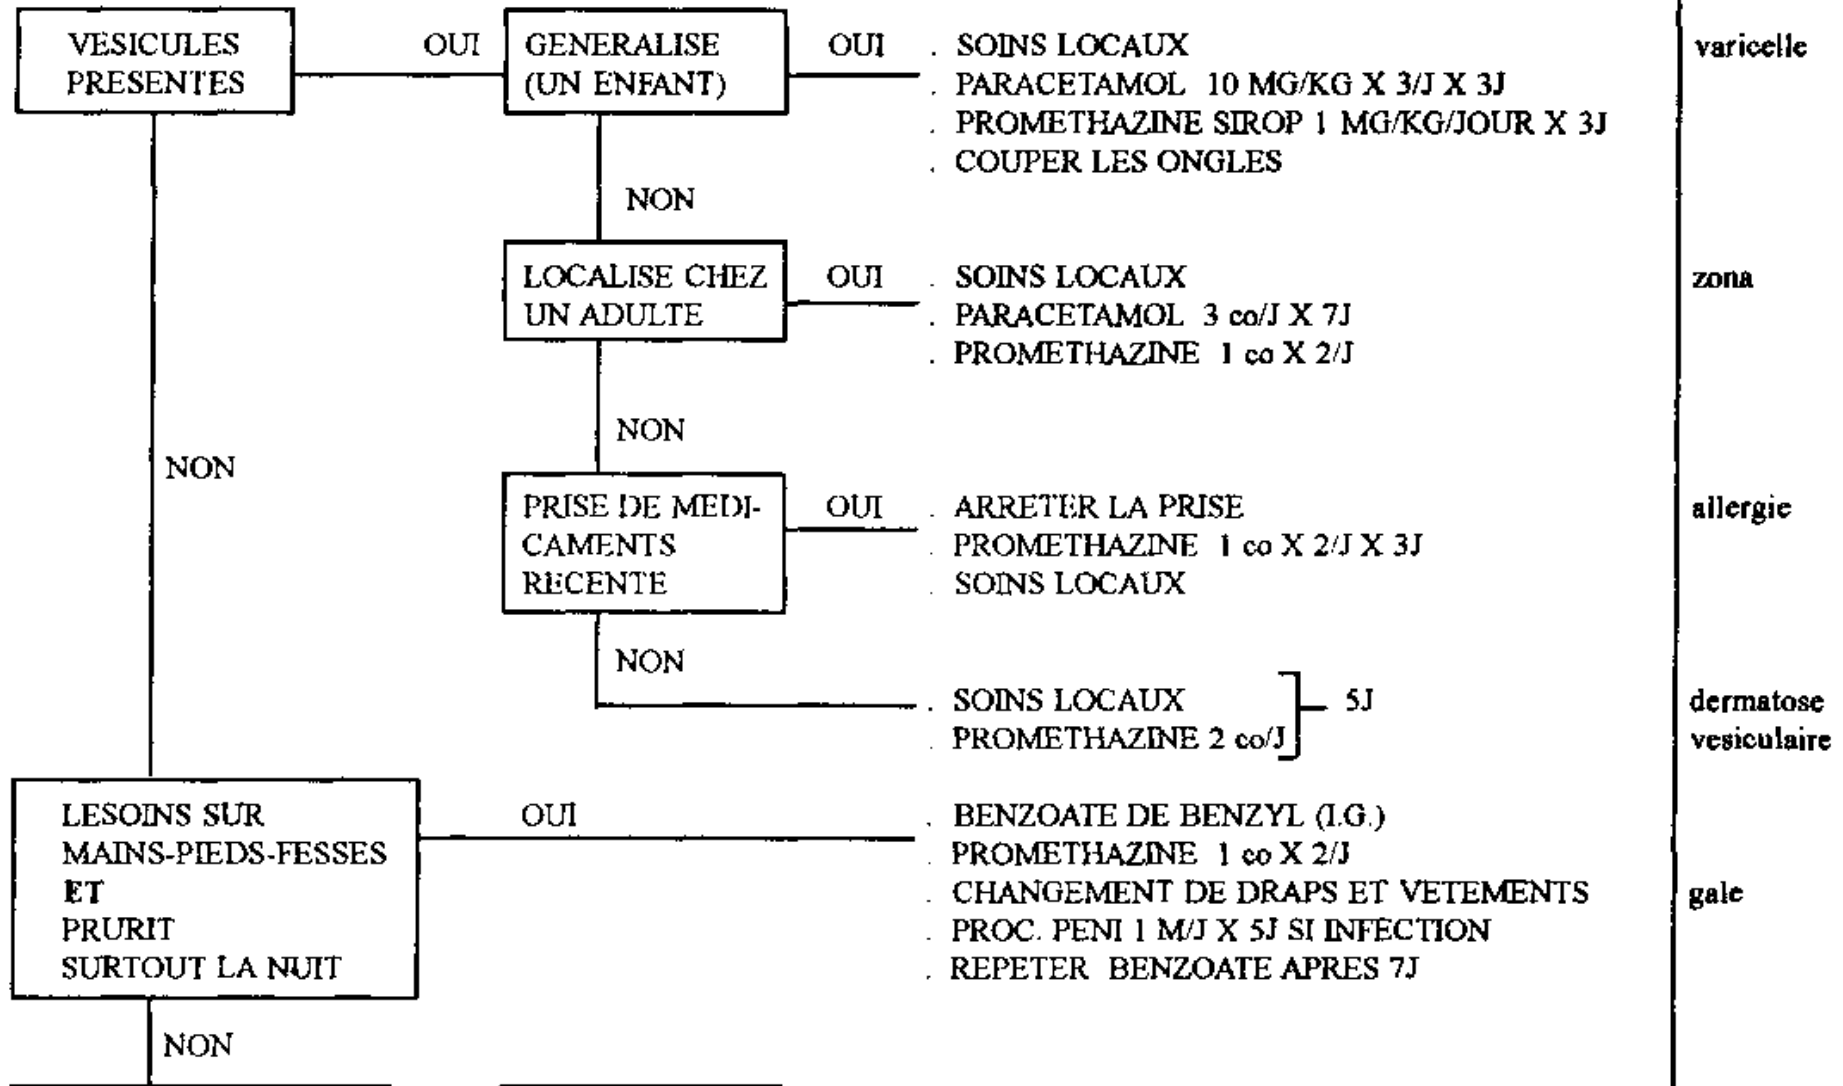 VESICULES
PRESENTES
OUI
GENERALISE
(UN ENFANT)
OUI
. SOINS LOCAUX
. PARACETAMOL 10 MG/KG X 3/J X 3J
. PROMETHAZINE SIROP 1 MG/KG/JOUR X 3J
. COUPER LES ONGLES
varicelle
NON
LOCALISE CHEZ
UN ADULTE
OUI
. SOINS LOCAUX
. PARACETAMOL 3 co/J X 7J
. PROMETHAZINE 1 co X 2/J
zona
NON
NON
PRISE DE MEDI-
CAMENTS
RECENTE
OUI
. ARRETER LA PRISE
. PROMETHAZINE 1 co X 2/J X 3J
. SOINS LOCAUX
allergie
NON
. SOINS LOCAUX
. PROMETHAZINE 2 co/J
5J
dermatose
vesiculaire
LESOINS SUR
MAINS-PIEDS-FESSES
ET
PRURIT
SURTOUT LA NUIT
OUI
. BENZOATE DE BENZYL (I.G.)
. PROMETHAZINE 1 co X 2/J
. CHANGEMENT DE DRAPS ET VETEMENTS
. PROC. PENI 1 M/J X 5J SI INFECTION
. REPETER BENZOATE APRES 7J
gale
NON